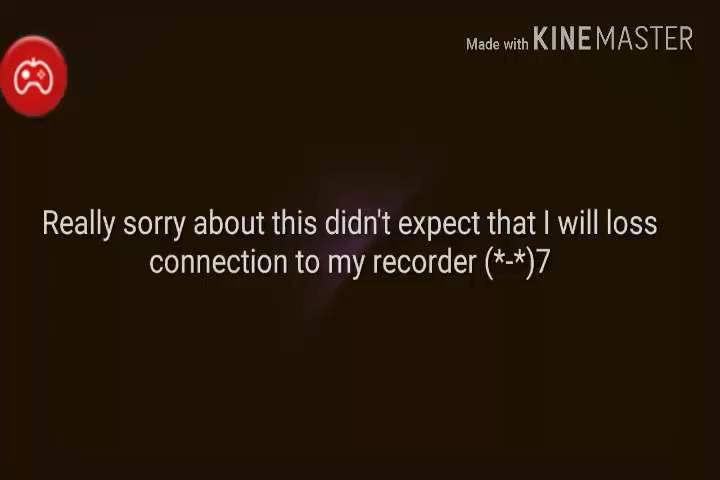 Made with KINEMASTER
Really sorry about this didn't expect that I will loss
connection to my recorder (*-*)7